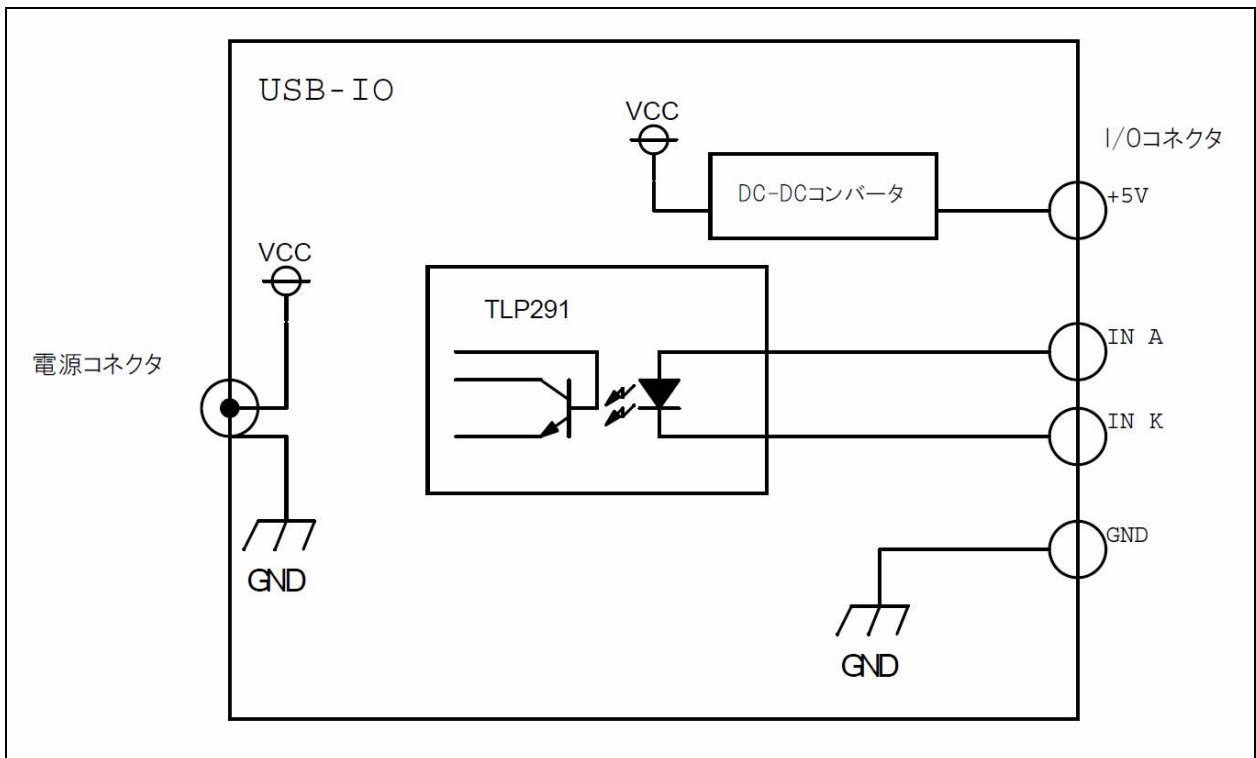 USB-IO
VCC
I/Oコネクタ
DC-DCコンバータ
+5V
VCC
TLP291
IN A
電源コネクタ
IN K
GND
GND
GND